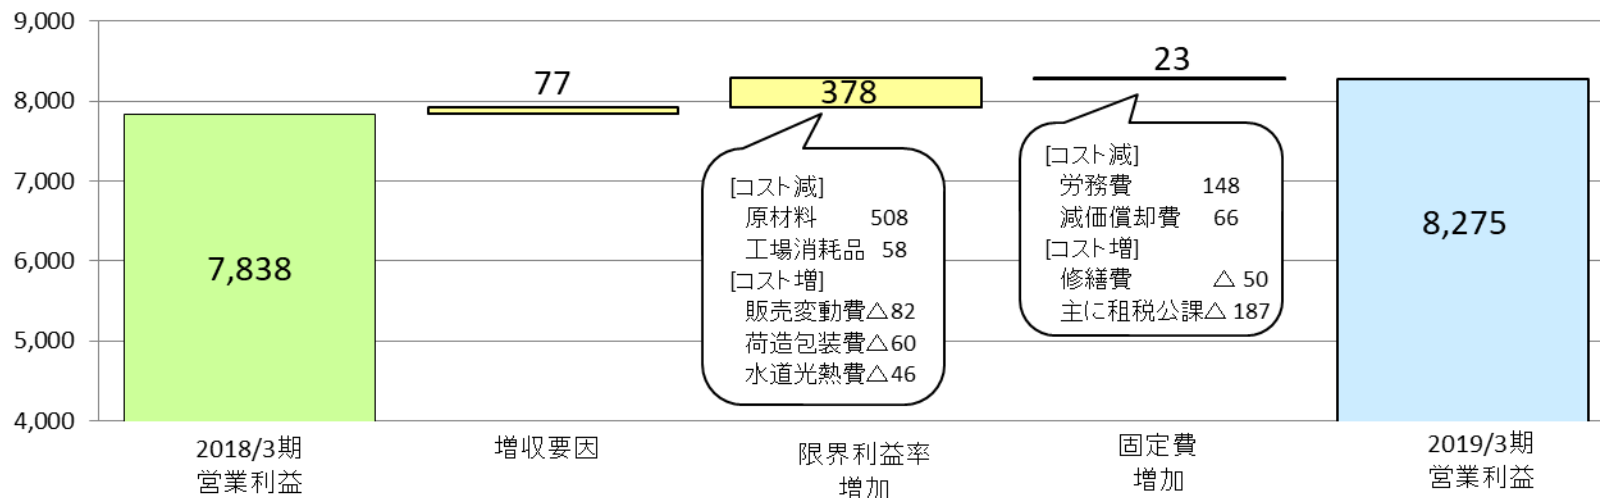 9,000
8,000
7,000
6,000
5,000
4,000
7,838
77
378
23
8,275
[コスト減]
原材料 508
工場消耗品 58
[コスト増]
販売変動費△82
荷造包装費△60
水道光熱費△46
[コスト減]
労務費 148
減価償却費 66
[コスト増]
修繕費 △ 50
主に租税公課△ 187
2018/3期
営業利益
増収要因
限界利益率
増加
固定費
増加
2019/3期
営業利益